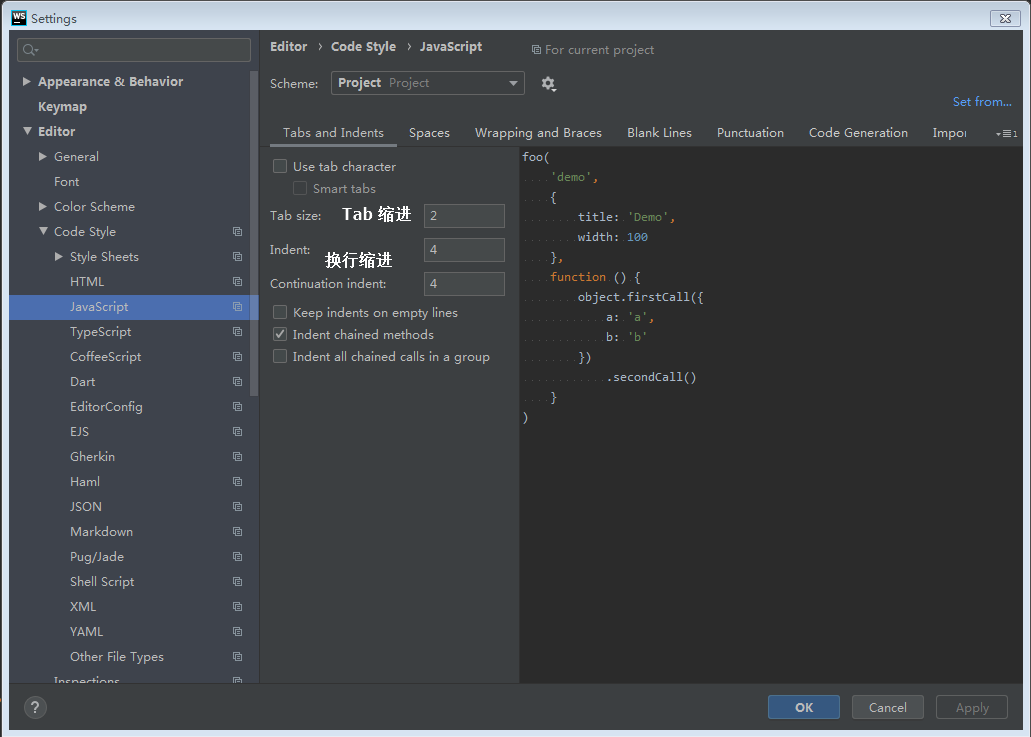 WS Settings
Editor › Code Style › JavaScript For current project
Appearance & Behavior
Keymap
Editor
General
Font
Color Scheme
Code Style
Style Sheets
HTML
JavaScript
TypeScript
CoffeeScript
Dart
EditorConfig
EJS
Gherkin
Haml
JSON
Markdown
Pug/Jade
Shell Script
XML
YAML
Other File Types
Inspections
Scheme: Project Project
Set from...
Tabs and Indents Spaces Wrapping and Braces Blank Lines Punctuation Code Generation Impor 1
Use tab character
Smart tabs
Tab size: Tab 缩进 2
Indent: 4
换行缩进
Continuation indent: 4
Keep indents on empty lines
Indent chained methods
Indent all chained calls in a group
foo(
'demo',
{
title: 'Demo',
width: 100
},
function () {
object.firstCall({
a: 'a',
b: 'b'
})
.secondCall()
}
)
?
OK Cancel Apply